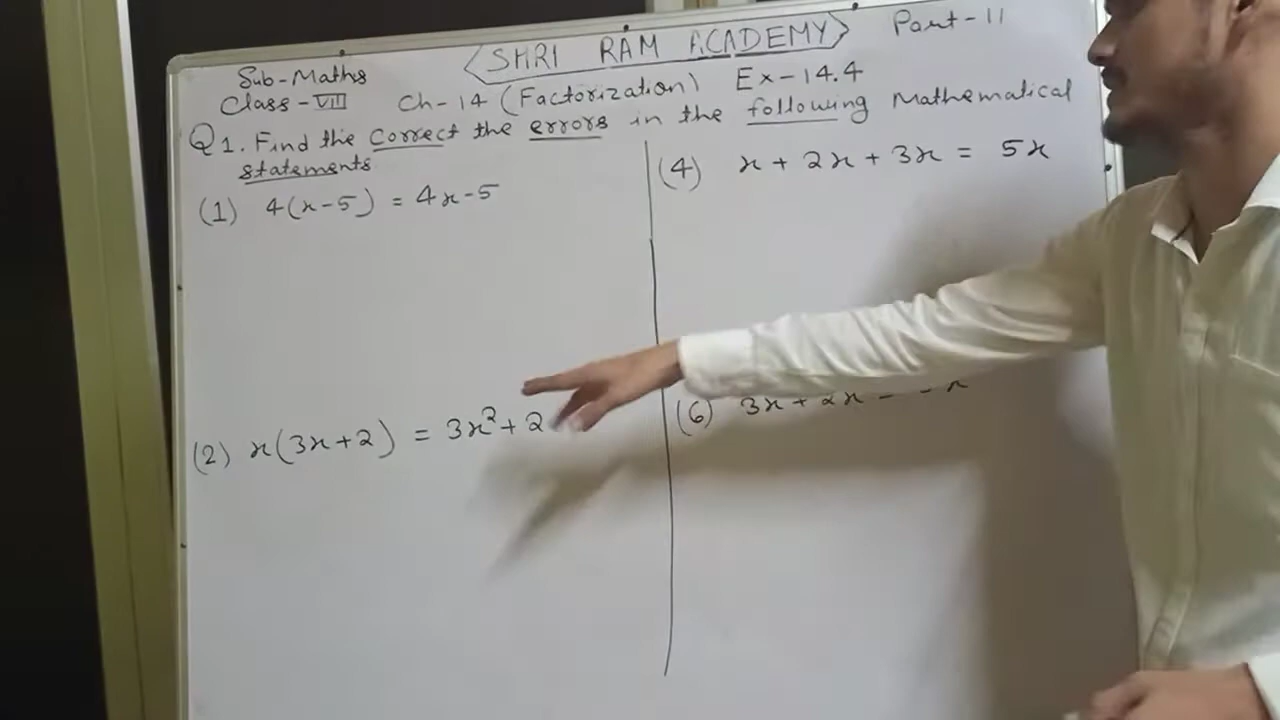 SHRI RAM ACADEMY
Part-11
Sub-Maths
Class-VIII
Ch-14 (Factorization) Ex-14.4
Q1. Find the Correct the errors in the following Mathematical
statements
(1) 4(x-5) = 4x-5
(2) x(3x+2) = 3x²+2
(4) x + 2x + 3x = 5x
(6) 3x + 2x =